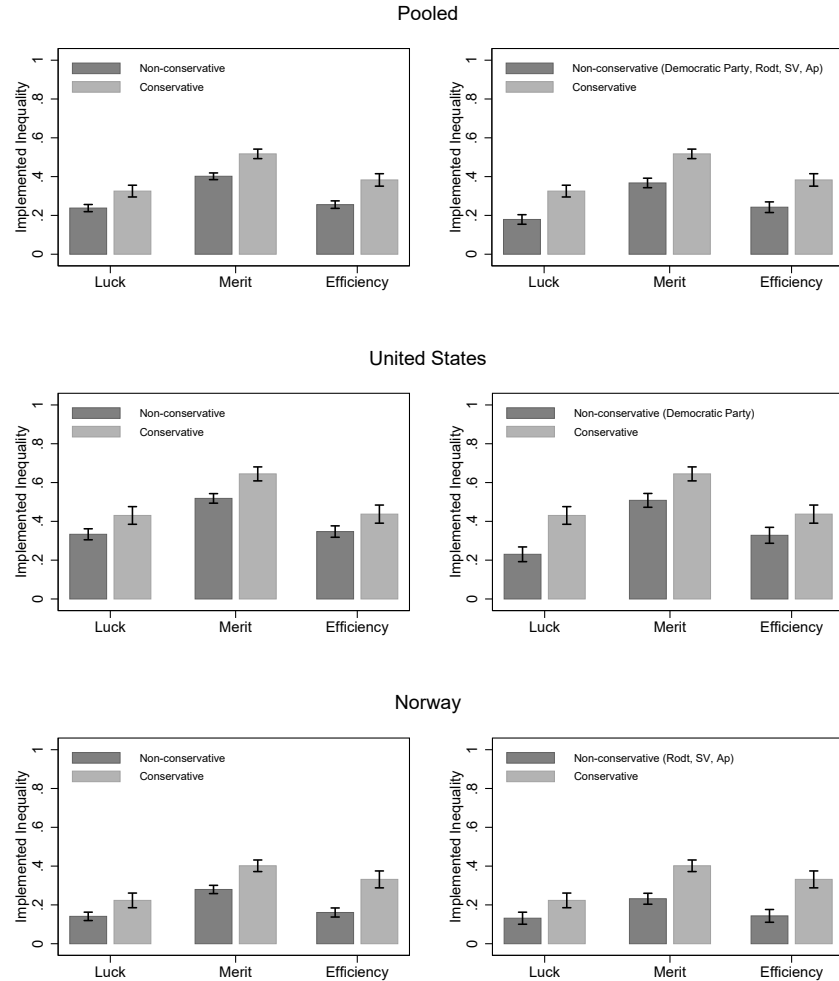 Pooled
Implemented Inequality
0 .2 .4 .6 .8 1
Non-conservative
Conservative
Luck Merit Efficiency
Implemented Inequality
0 .2 .4 .6 .8 1
Non-conservative (Democratic Party, Rodt, SV, Ap)
Conservative
Luck Merit Efficiency
United States
Implemented Inequality
0 .2 .4 .6 .8 1
Non-conservative
Conservative
Luck Merit Efficiency
Implemented Inequality
0 .2 .4 .6 .8 1
Non-conservative (Democratic Party)
Conservative
Luck Merit Efficiency
Norway
Implemented Inequality
0 .2 .4 .6 .8 1
Non-conservative
Conservative
Luck Merit Efficiency
Implemented Inequality
0 .2 .4 .6 .8 1
Non-conservative (Rodt, SV, Ap)
Conservative
Luck Merit Efficiency